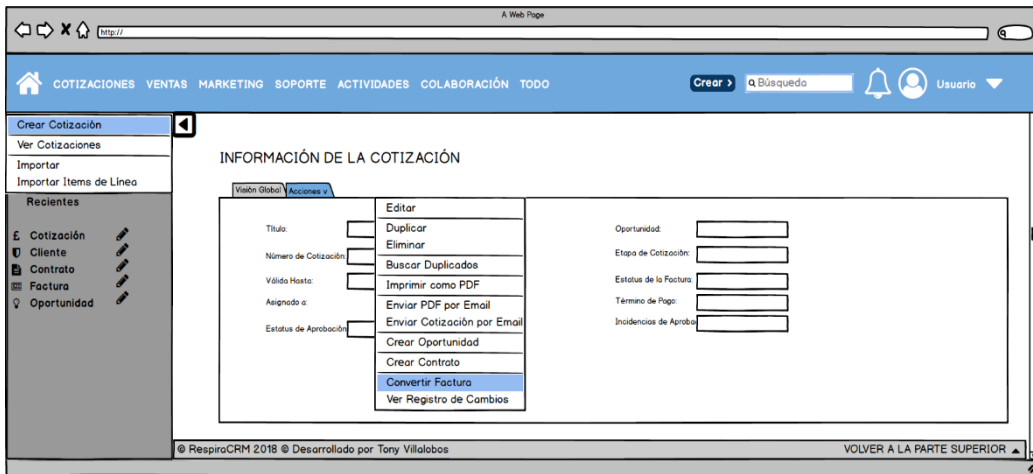 A Web Page
http://
COTIZACIONES VENTAS MARKETING SOPORTE ACTIVIDADES COLABORACIÓN TODO
Crear >
Búsqueda
Usuario
Crear Cotización
Ver Cotizaciones
Importar
Importar Items de Línea
Recientes
Cotización
Cliente
Contrato
Factura
Oportunidad
INFORMACIÓN DE LA COTIZACIÓN
Visión Global
Acciones v
Título:
Número de Cotización:
Válida Hasta:
Asignado a:
Estatus de Aprobación
Editar
Duplicar
Eliminar
Buscar Duplicados
Imprimir como PDF
Enviar PDF por Email
Enviar Cotización por Email
Crear Oportunidad
Crear Contrato
Convertir Factura
Ver Registro de Cambios
Oportunidad:
Etapa de Cotización:
Estatus de la Factura:
Término de Pago:
Incidencias de Aproba
© RespiraCRM 2018 © Desarrollado por Tony Villalobos
VOLVER A LA PARTE SUPERIOR